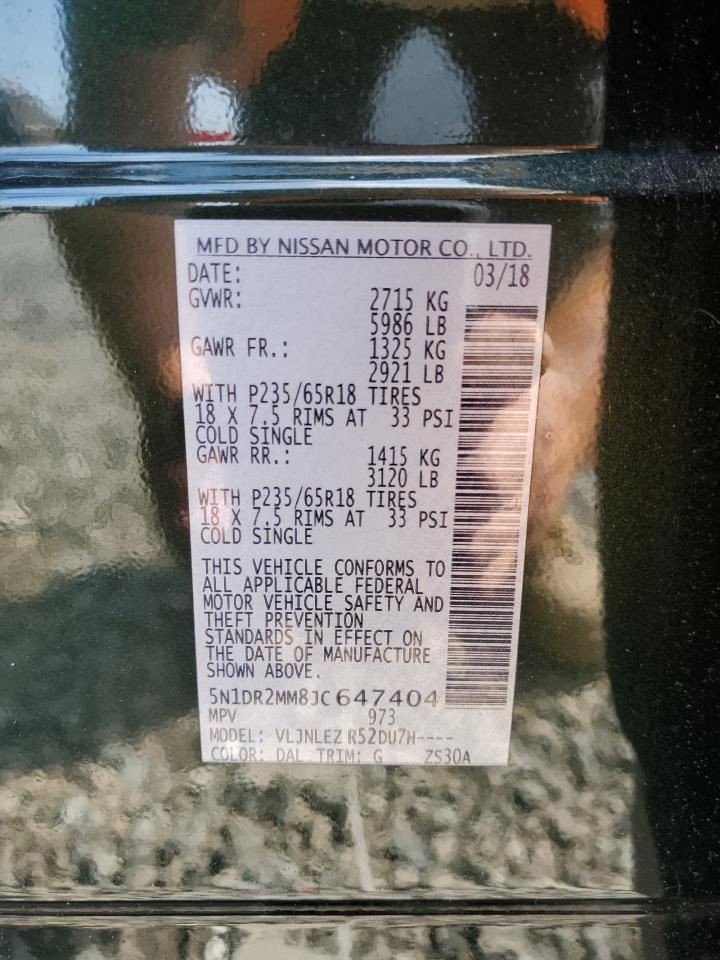 MFD BY NISSAN MOTOR CO., LTD.
DATE: 03/18
GVWR: 2715 KG
5986 LB
GAWR FR.: 1325 KG
2921 LB
WITH P235/65R18 TIRES
18 X 7.5 RIMS AT 33 PSI
COLD SINGLE
GAWR RR.: 1415 KG
3120 LB
WITH P235/65R18 TIRES
18 X 7.5 RIMS AT 33 PSI
COLD SINGLE
THIS VEHICLE CONFORMS TO
ALL APPLICABLE FEDERAL
MOTOR VEHICLE SAFETY AND
THEFT PREVENTION
STANDARDS IN EFFECT ON
THE DATE OF MANUFACTURE
SHOWN ABOVE.
5N1DR2MM8JC647404
MPV 973
MODEL: VLJNLEZ R52DU7H----
COLOR: DAL TRIM: G ZS30A